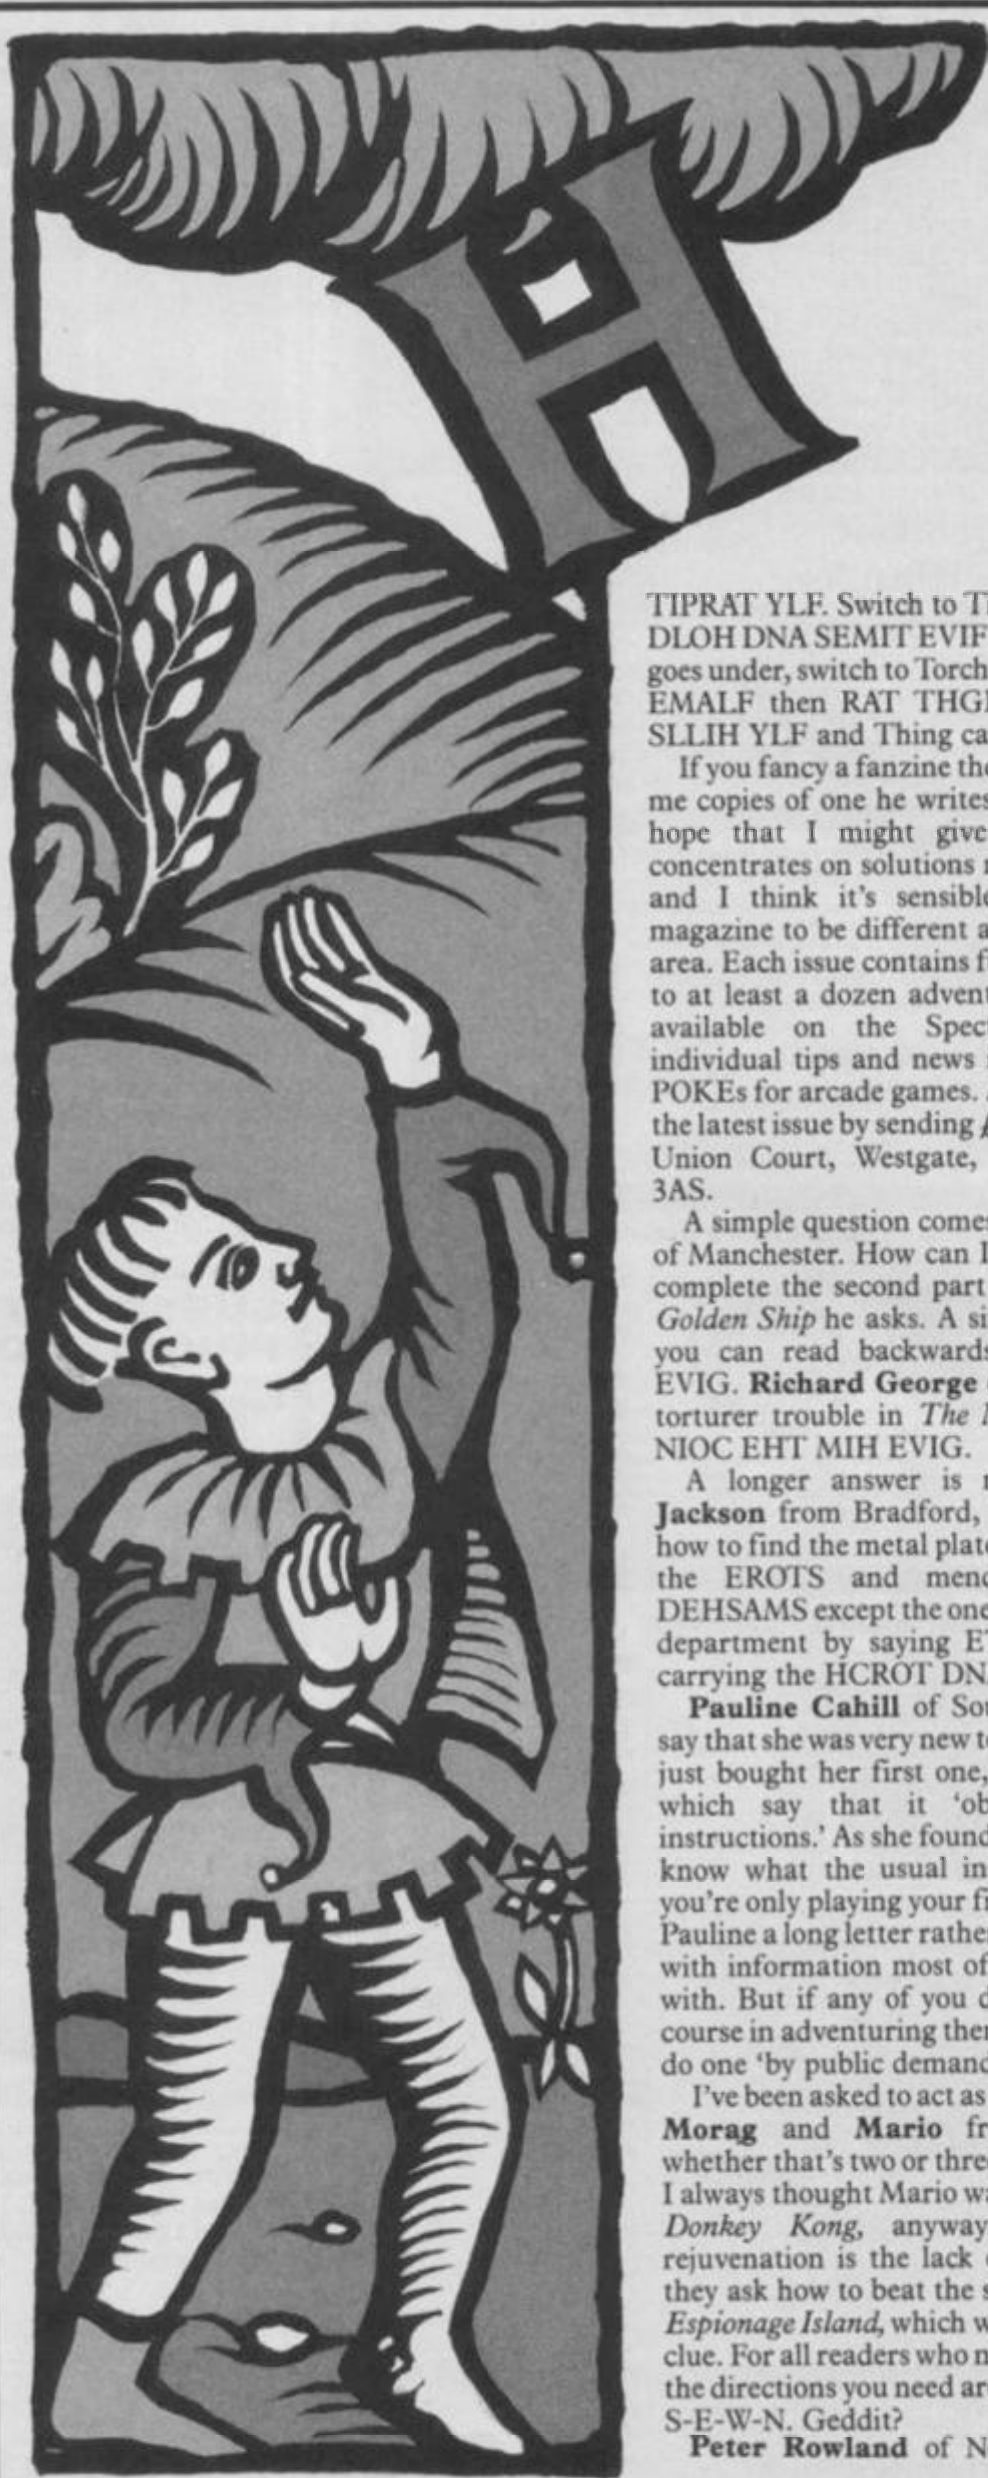 H
TIPRAT YLF. Switch to T
DLOH DNA SEMIT EVIF
goes under, switch to Torch
EMALF then RAT THG
SLLIH YLF and Thing ca
If you fancy a fanzine the
me copies of one he writes
hope that I might give
concentrates on solutions
and I think it's sensible
magazine to be different a
area. Each issue contains f
to at least a dozen advent
available on the Spec
individual tips and news
POKEs for arcade games.
the latest issue by sending
Union Court, Westgate,
3AS.
A simple question come
of Manchester. How can I
complete the second part
Golden Ship he asks. A si
you can read backwards
EVIG. Richard George
torturer trouble in The
NIOC EHT MIH EVIG.
A longer answer is
Jackson from Bradford,
how to find the metal plat
the EROTS and mend
DEHSAMS except the one
department by saying E
carrying the HCROT DN
Pauline Cahill of Sou
say that she was very new t
just bought her first one,
which say that it 'ob
instructions.' As she found
know what the usual in
you're only playing your fi
Pauline a long letter rather
with information most of
with. But if any of you d
course in adventuring then
do one 'by public demand
I've been asked to act as
Morag and Mario fr
whether that's two or three
I always thought Mario wa
Donkey Kong, anyway
rejuvenation is the lack
they ask how to beat the s
Espionage Island, which w
clue. For all readers who n
the directions you need ar
S-E-W-N. Geddit?
Peter Rowland of N